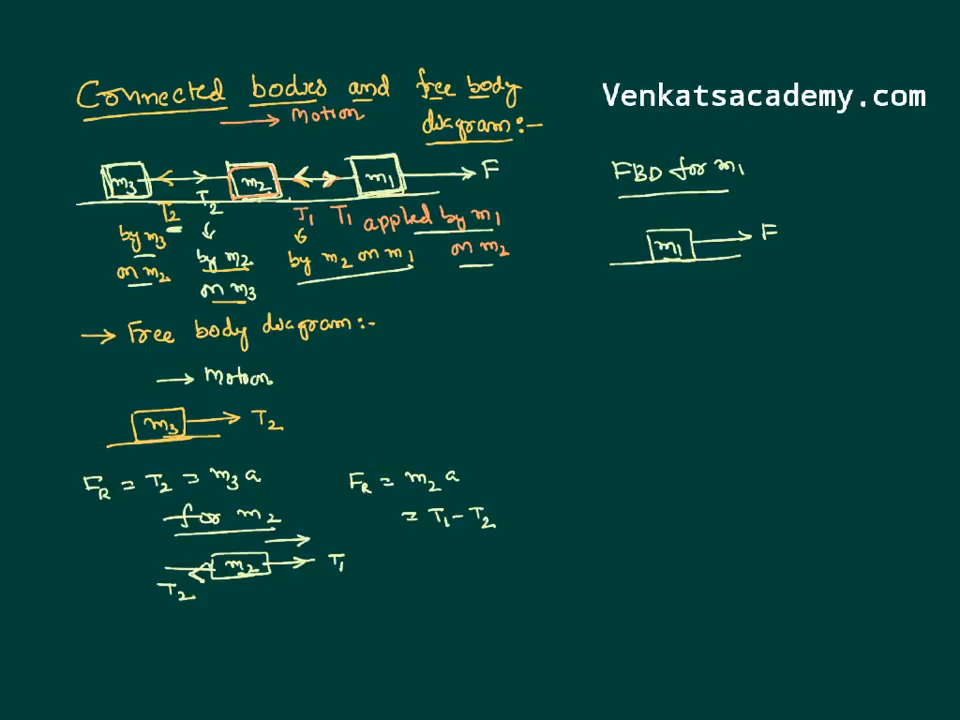 Connected bodies and free body
diagram:-
Venkatsacademy.com
→ Motion
m3 m2 m1 F
T2 T2 T1 T1 applied by m1
on m2
by m3
on m2
by m2
on m3
by m2 on m1
→ Free body diagram:-
→ Motion
m3 T2
FR = T2 = m3 a
for m2
m2 T1
T2
FR = m2 a
= T1 - T2
FBD for m1
m1 F